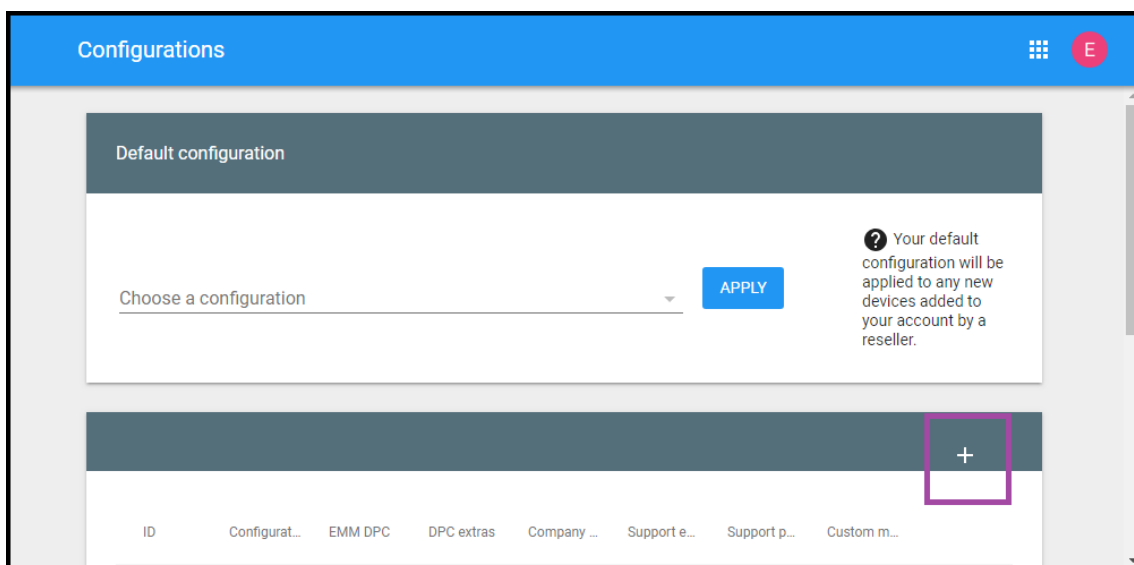 Configurations
E
Default configuration
Choose a configuration
APPLY
? Your default
configuration will be
applied to any new
devices added to
your account by a
reseller.
+
ID Configurat... EMM DPC DPC extras Company ... Support e... Support p... Custom m...